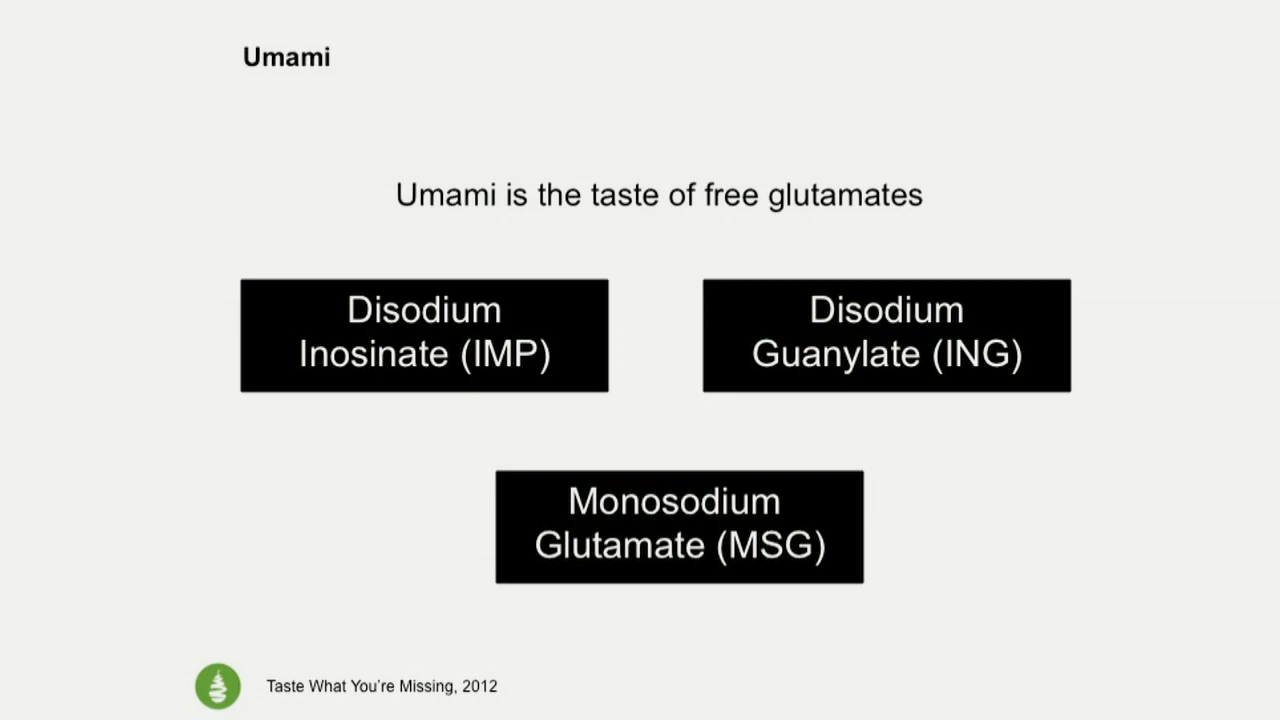 Umami
Umami is the taste of free glutamates
Disodium
Inosinate (IMP)
Disodium
Guanylate (ING)
Monosodium
Glutamate (MSG)
Taste What You're Missing, 2012